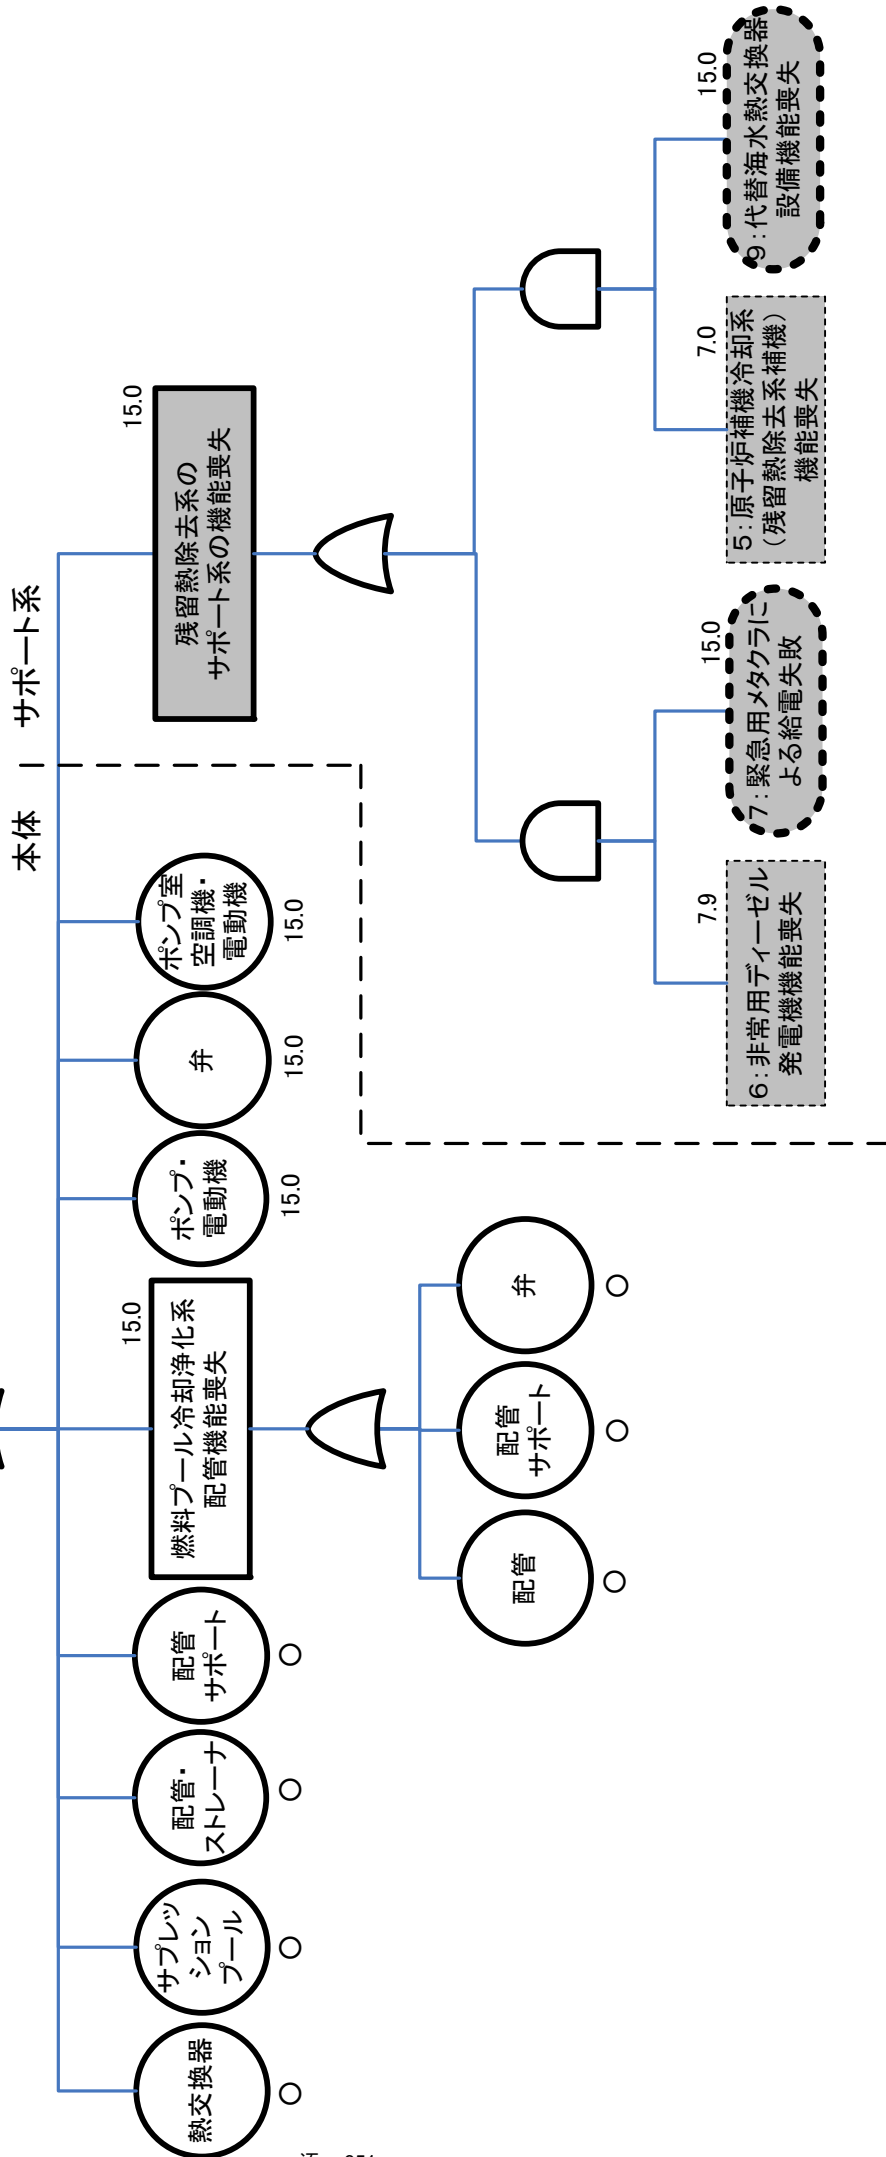 本体
サポート系
熱交換器
○
サプレッ
ション
プール
○
配管・
ストレーナ
○
配管
サポート
○
15.0
燃料プール冷却浄化系
配管機能喪失
ポンプ・
電動機
15.0
弁
15.0
ポンプ室
空調機・
電動機
15.0
15.0
残留熱除去系の
サポート系の機能喪失
配管
○
配管
サポート
○
弁
○
7.9
6:非常用ディーゼル
発電機機能喪失
15.0
7:緊急用メタクラに
よる給電失敗
7.0
5:原子炉補機冷却系
(残留熱除去系補機)
機能喪失
15.0
9:代替海水熱交換器
設備機能喪失